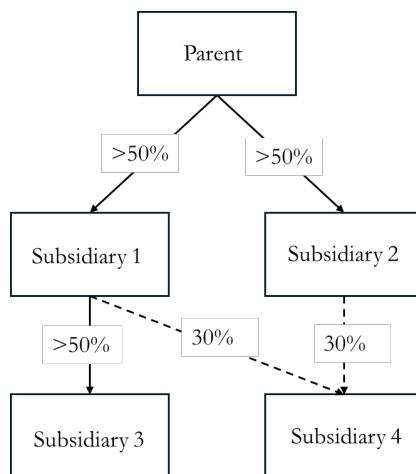 Parent
>50%
>50%
Subsidiary 1
Subsidiary 2
>50%
30%
30%
Subsidiary 3
Subsidiary 4